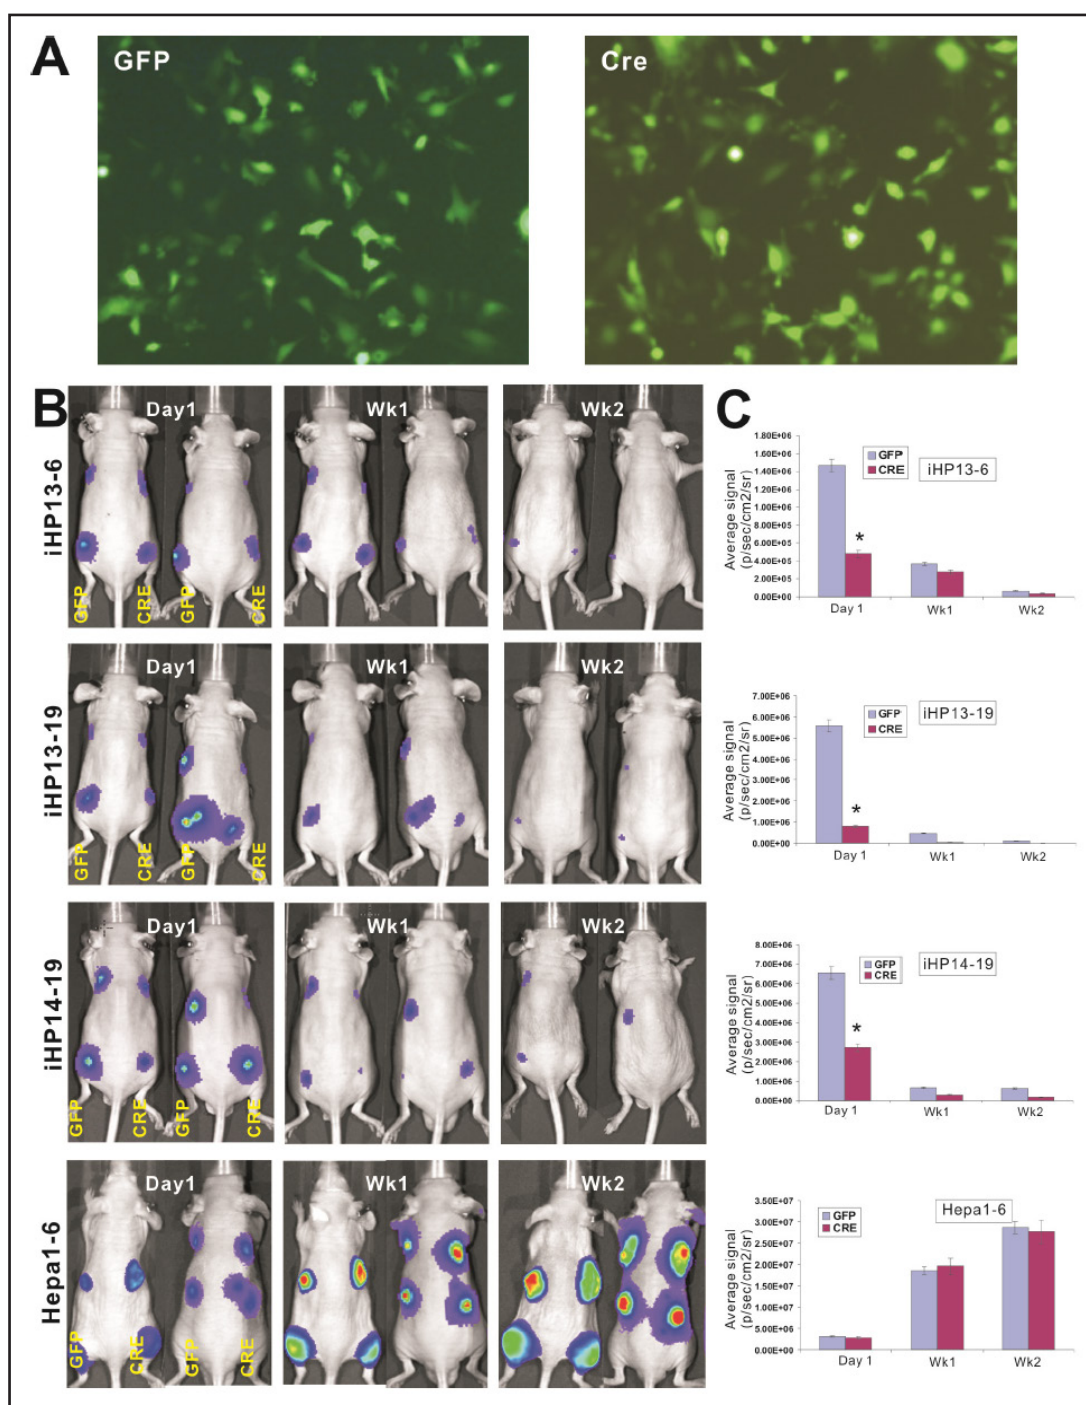 A
GFP
Cre
B
iHP13-6
Day1
Wk1
Wk2
GFP
CRE
GFP
CRE
iHP13-19
Day1
Wk1
Wk2
GFP
CRE
GFP
CRE
iHP14-19
Day1
Wk1
Wk2
GFP
CRE
GFP
CRE
Hepa1-6
Day1
Wk1
Wk2
GFP
CRE
GFP
CRE
C
Average signal
(p/sec/cm2/sr)
1.80E+06
1.60E+06
1.40E+06
1.20E+06
1.00E+06
8.00E+05
6.00E+05
4.00E+05
2.00E+05
0.00E+00
GFP
CRE
iHP13-6
*
Day 1
Wk1
Wk2
Average signal
(p/sec/cm2/sr)
7.00E+06
6.00E+06
5.00E+06
4.00E+06
3.00E+06
2.00E+06
1.00E+06
0.00E+00
GFP
CRE
iHP13-19
*
Day 1
Wk1
Wk2
Average signal
(p/sec/cm2/sr)
8.00E+06
7.00E+06
6.00E+06
5.00E+06
4.00E+06
3.00E+06
2.00E+06
1.00E+06
0.00E+00
GFP
CRE
iHP14-19
*
Day 1
Wk1
Wk2
Average signal
(p/sec/cm2/sr)
3.50E+07
3.00E+07
2.50E+07
2.00E+07
1.50E+07
1.00E+07
5.00E+06
0.00E+00
GFP
CRE
Hepa1-6
Day 1
Wk1
Wk2